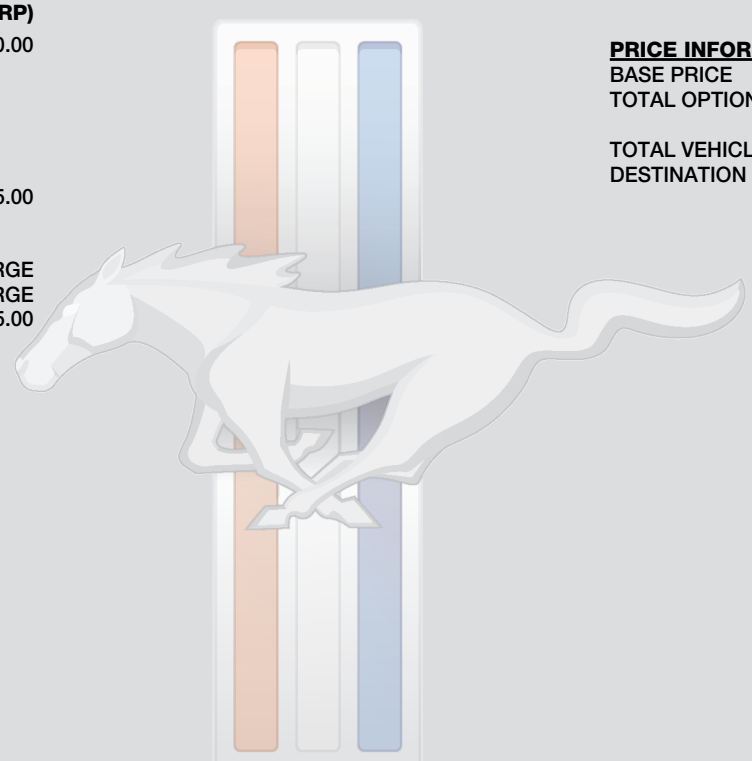 RP)
0.00
5.00
RGE
RGE
5.00
PRICE INFOR
BASE PRICE
TOTAL OPTION
TOTAL VEHICL
DESTINATION